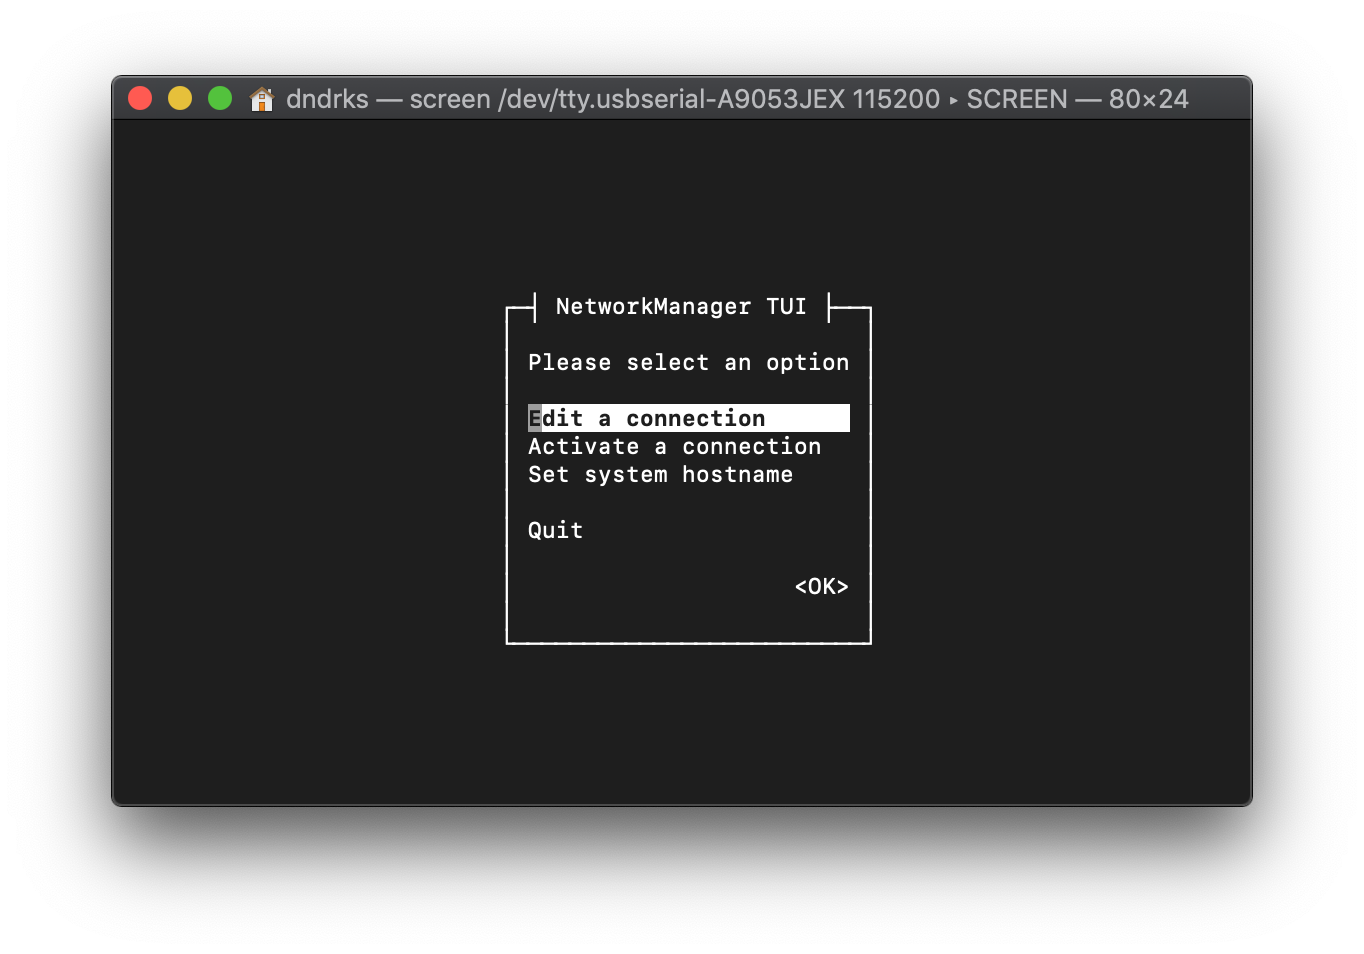 dndrks — screen /dev/tty.usbserial-A9053JEX 115200 ▸ SCREEN — 80×24
NetworkManager TUI
Please select an option
Edit a connection
Activate a connection
Set system hostname
Quit
<OK>